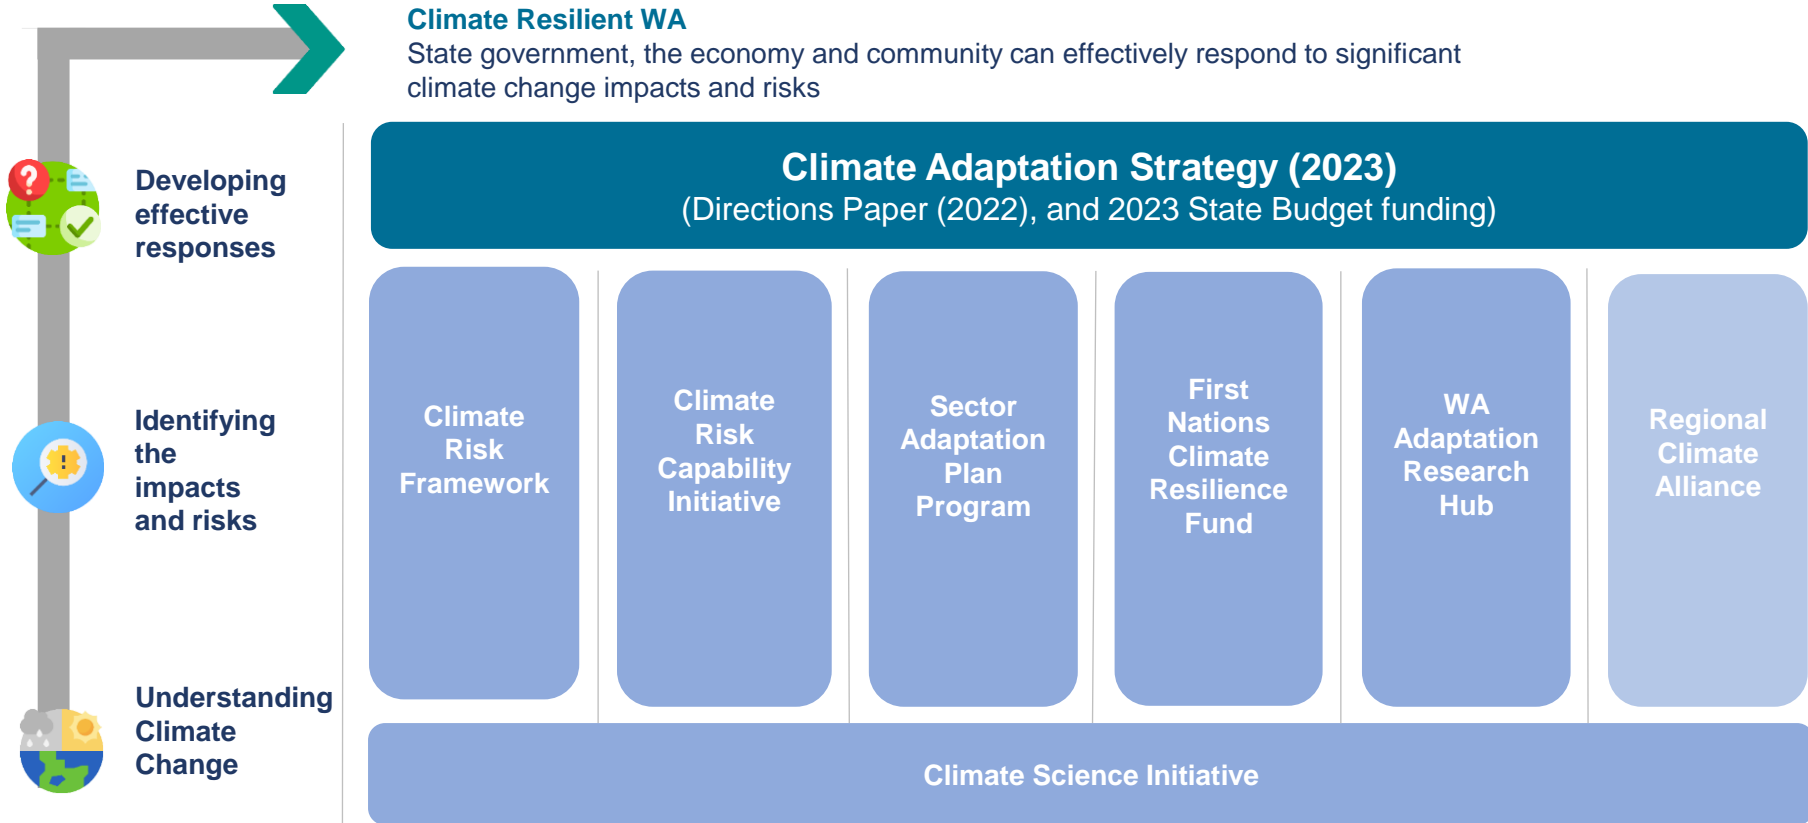 Climate Resilient WA
State government, the economy and community can effectively respond to significant
climate change impacts and risks
Developing
effective
responses
Climate Adaptation Strategy (2023)
(Directions Paper (2022), and 2023 State Budget funding)
Identifying
the
impacts
and risks
Climate
Risk
Framework
Climate
Risk
Capability
Initiative
Sector
Adaptation
Plan
Program
First
Nations
Climate
Resilience
Fund
WA
Adaptation
Research
Hub
Regional
Climate
Alliance
Understanding
Climate
Change
Climate Science Initiative